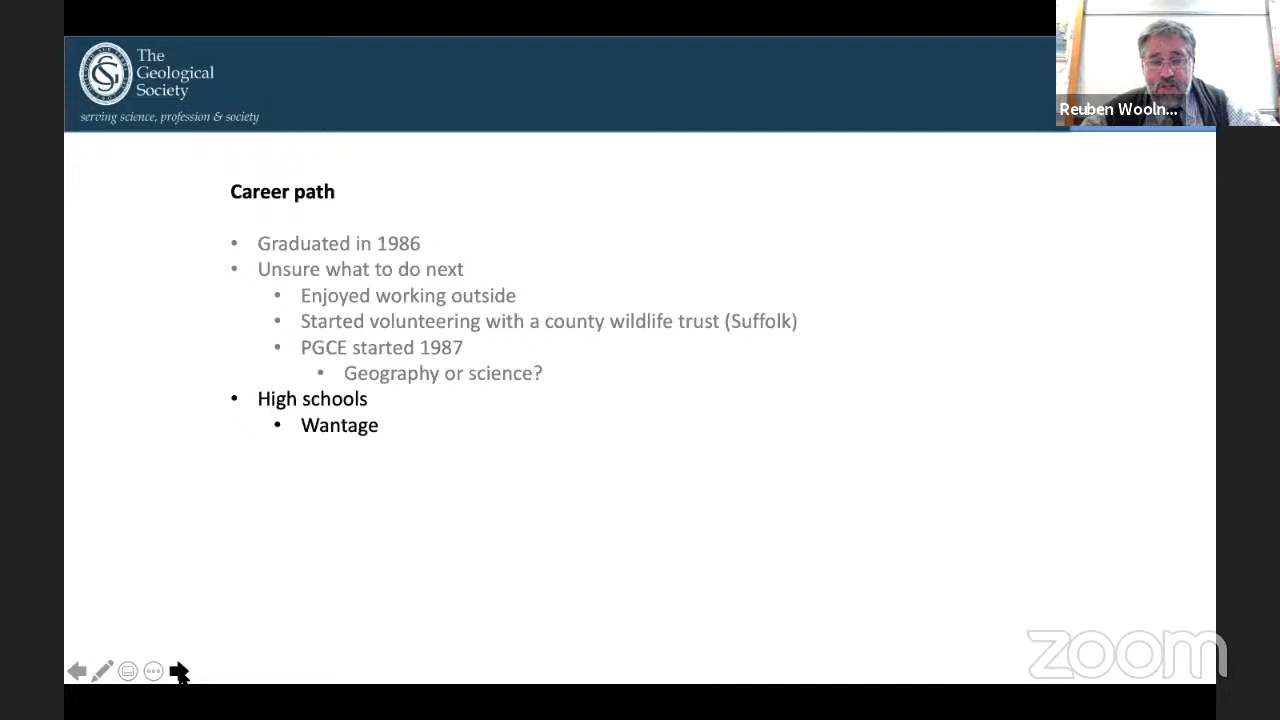 The
Geological
Society
serving science, profession & society
Reuben Wooln...
Career path
• Graduated in 1986
• Unsure what to do next
• Enjoyed working outside
• Started volunteering with a county wildlife trust (Suffolk)
• PGCE started 1987
• Geography or science?
• High schools
• Wantage
zoom